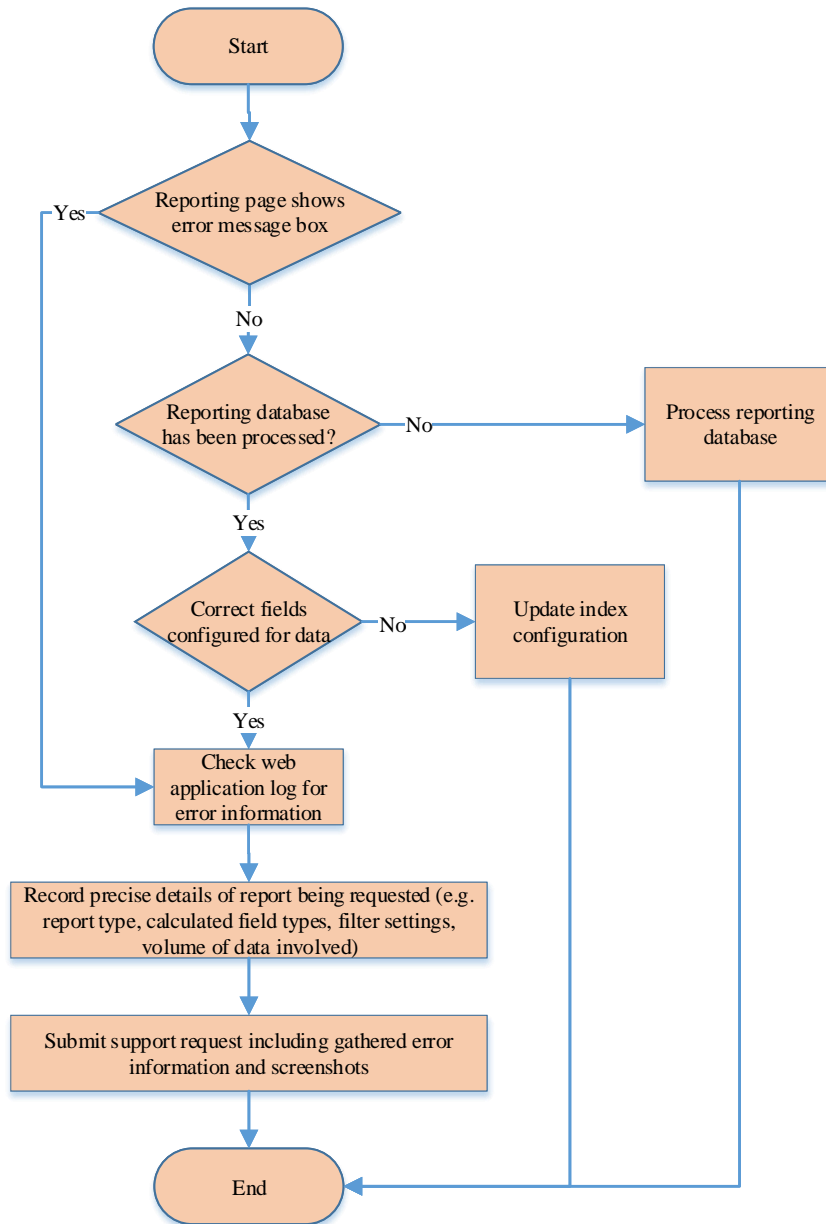 Start
Reporting page shows
error message box
Yes
No
Reporting database
has been processed?
No
Process reporting
database
Yes
Correct fields
configured for data
No
Update index
configuration
Yes
Check web
application log for
error information
Record precise details of report being requested (e.g.
report type, calculated field types, filter settings,
volume of data involved)
Submit support request including gathered error
information and screenshots
End